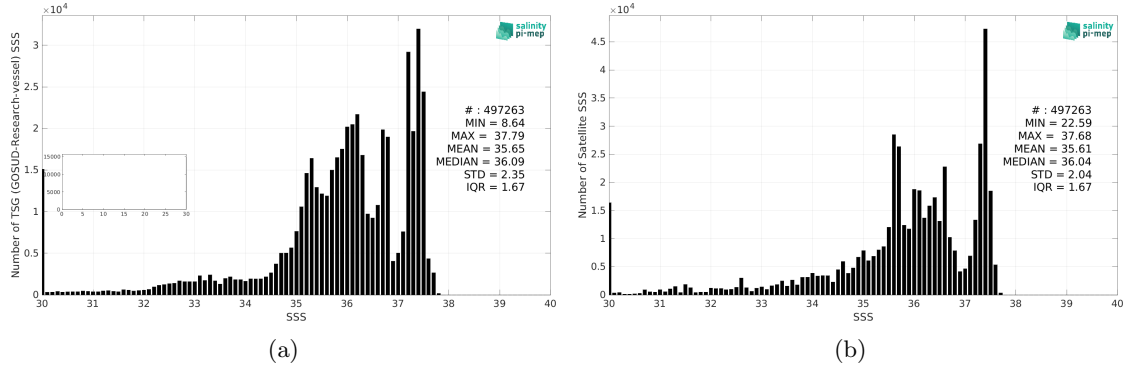 ×10⁴
3
2.5
2
1.5
1
0.5
0
Number of TSG (GOSUD-Research-vessel) SSS
salinity
pi-mep
# : 497263
MIN = 8.64
MAX = 37.79
MEAN = 35.65
MEDIAN = 36.09
STD = 2.35
IQR = 1.67
15000
10000
5000
0
0 5 10 15 20 25 30
30 31 32 33 34 35 36 37 38 39 40
SSS
(a)
×10⁴
4.5
4
3.5
3
2.5
2
1.5
1
0.5
0
Number of Satellite SSS
salinity
pi-mep
# : 497263
MIN = 22.59
MAX = 37.68
MEAN = 35.61
MEDIAN = 36.04
STD = 2.04
IQR = 1.67
30 31 32 33 34 35 36 37 38 39 40
SSS
(b)